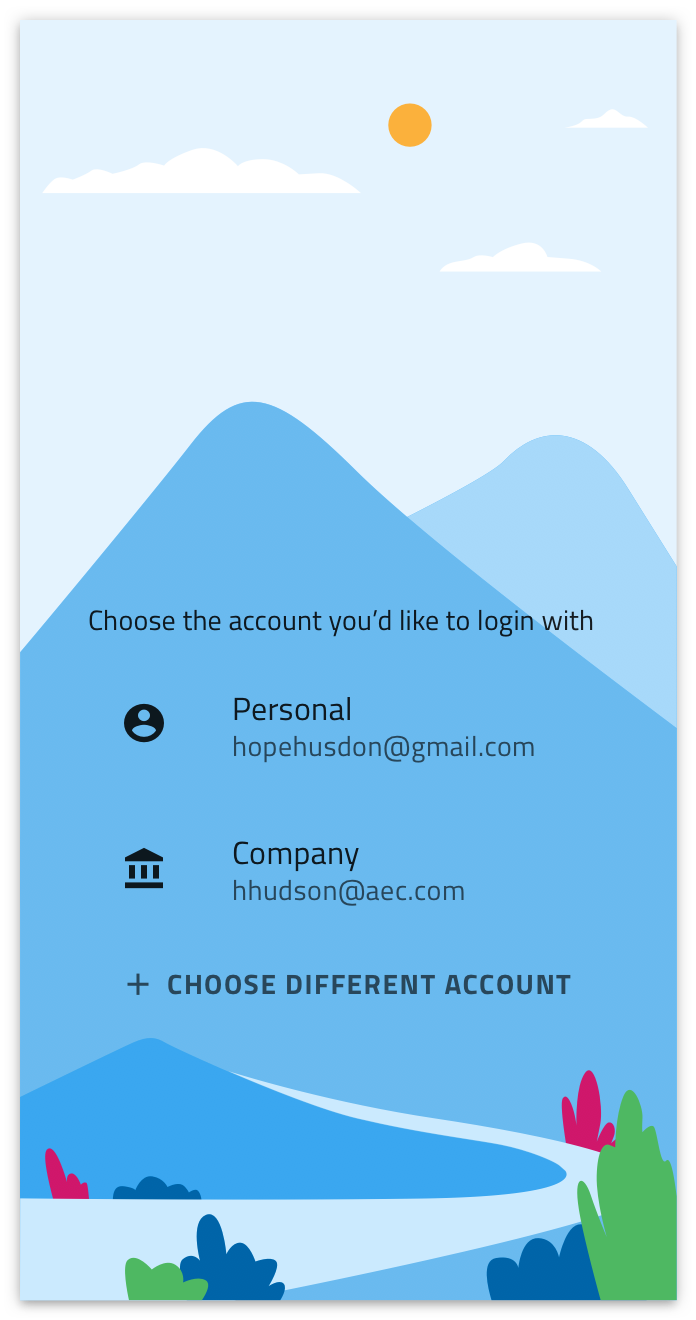 Choose the account you’d like to login with
Personal
hopehusdon@gmail.com
Company
hhudson@aec.com
+ CHOOSE DIFFERENT ACCOUNT